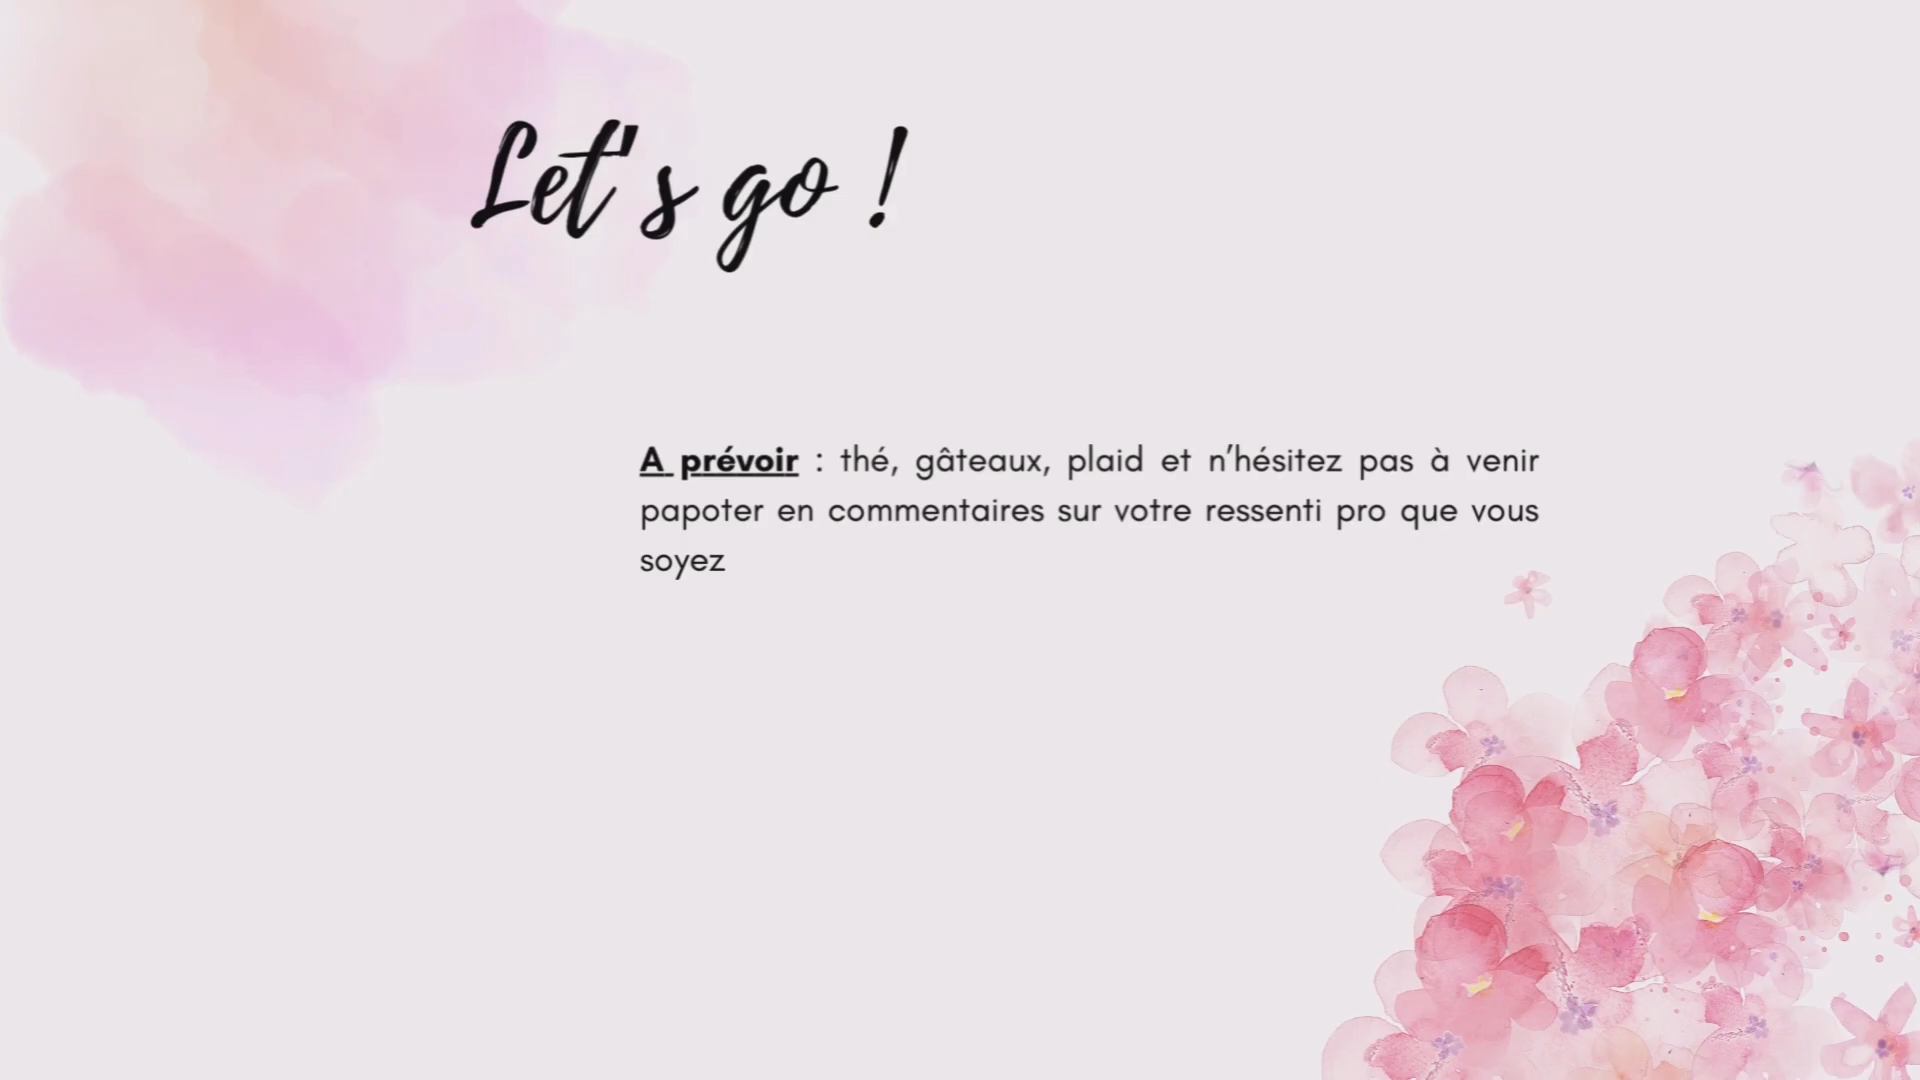 Let's go !
A prévoir : thé, gâteaux, plaid et n’hésitez pas à venir
papoter en commentaires sur votre ressenti pro que vous
soyez